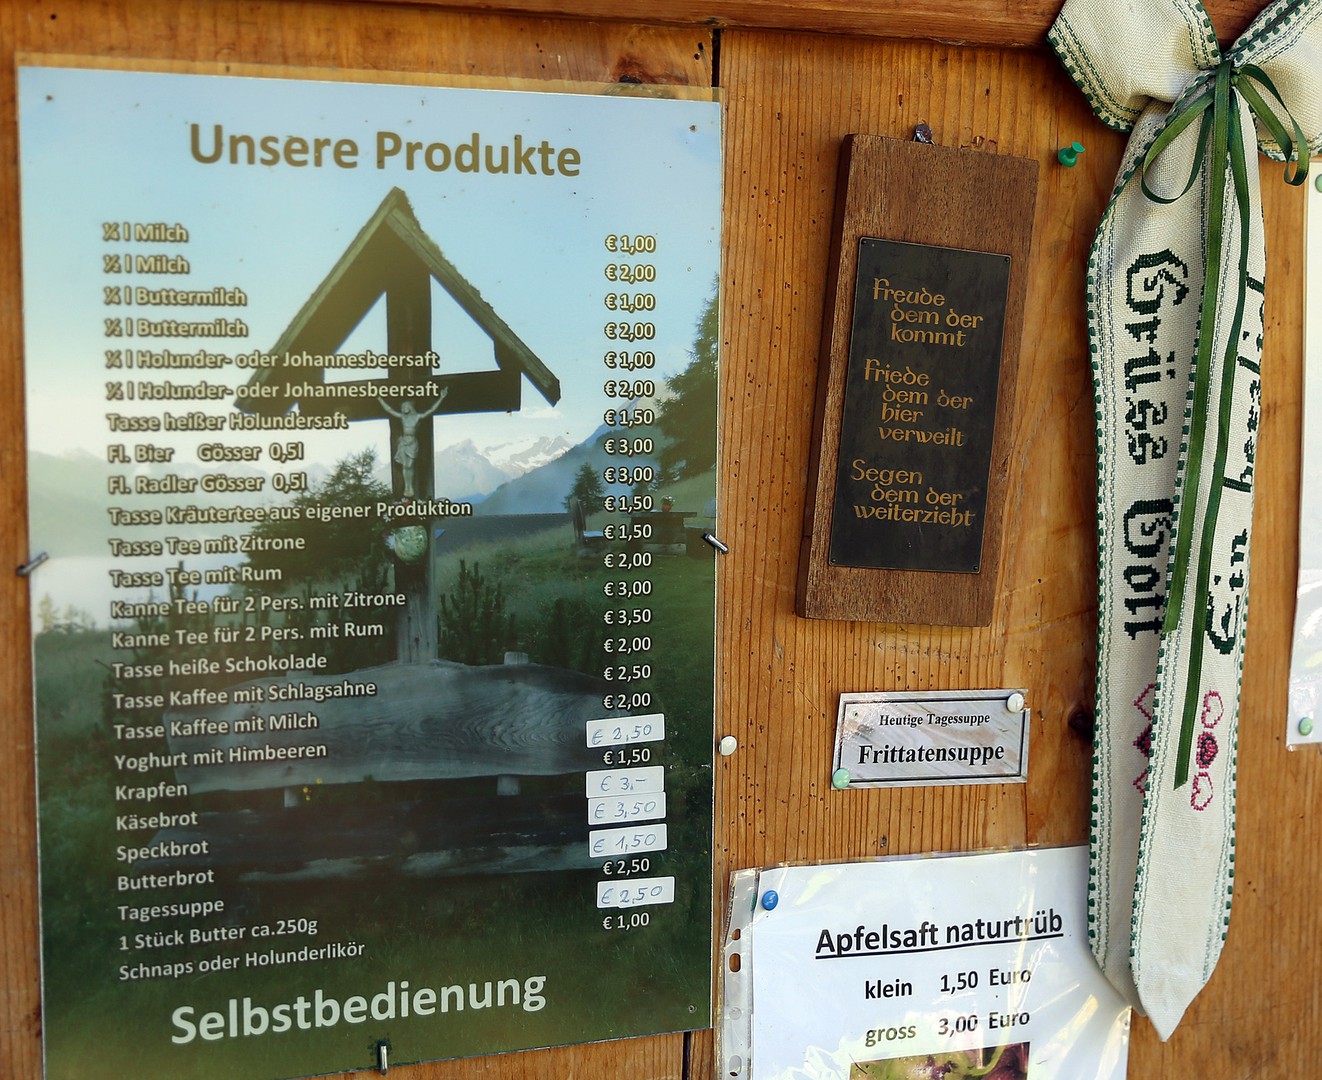 Unsere Produkte
¼ l Milch € 1,00
½ l Milch € 2,00
¼ l Buttermilch € 1,00
½ l Buttermilch € 2,00
¼ l Holunder- oder Johannesbeersaft € 1,00
½ l Holunder- oder Johannesbeersaft € 2,00
Tasse heißer Holundersaft € 1,50
Fl. Bier Gösser 0,5l € 3,00
Fl. Radler Gösser 0,5l € 3,00
Tasse Kräutertee aus eigener Produktion € 1,50
Tasse Tee mit Zitrone € 1,50
Tasse Tee mit Rum € 2,00
Kanne Tee für 2 Pers. mit Zitrone € 3,00
Kanne Tee für 2 Pers. mit Rum € 3,50
Tasse heiße Schokolade € 2,00
Tasse Kaffee mit Schlagsahne € 2,50
Tasse Kaffee mit Milch € 2,00
Yoghurt mit Himbeeren € 2,50
Krapfen € 1,50
Käsebrot € 3,-
Speckbrot € 3,50
Butterbrot € 1,50
Tagessuppe € 2,50
1 Stück Butter ca.250g € 2,50
Schnaps oder Holunderlikör € 1,00
Selbstbedienung
Freude
dem der
kommt
Friede
dem der
hier
verweilt
Segen
dem der
weiterzieht
Heutige Tagessuppe
Frittatensuppe
Apfelsaft naturtrüb
klein 1,50 Euro
gross 3,00 Euro
Grüss Gott
Ein